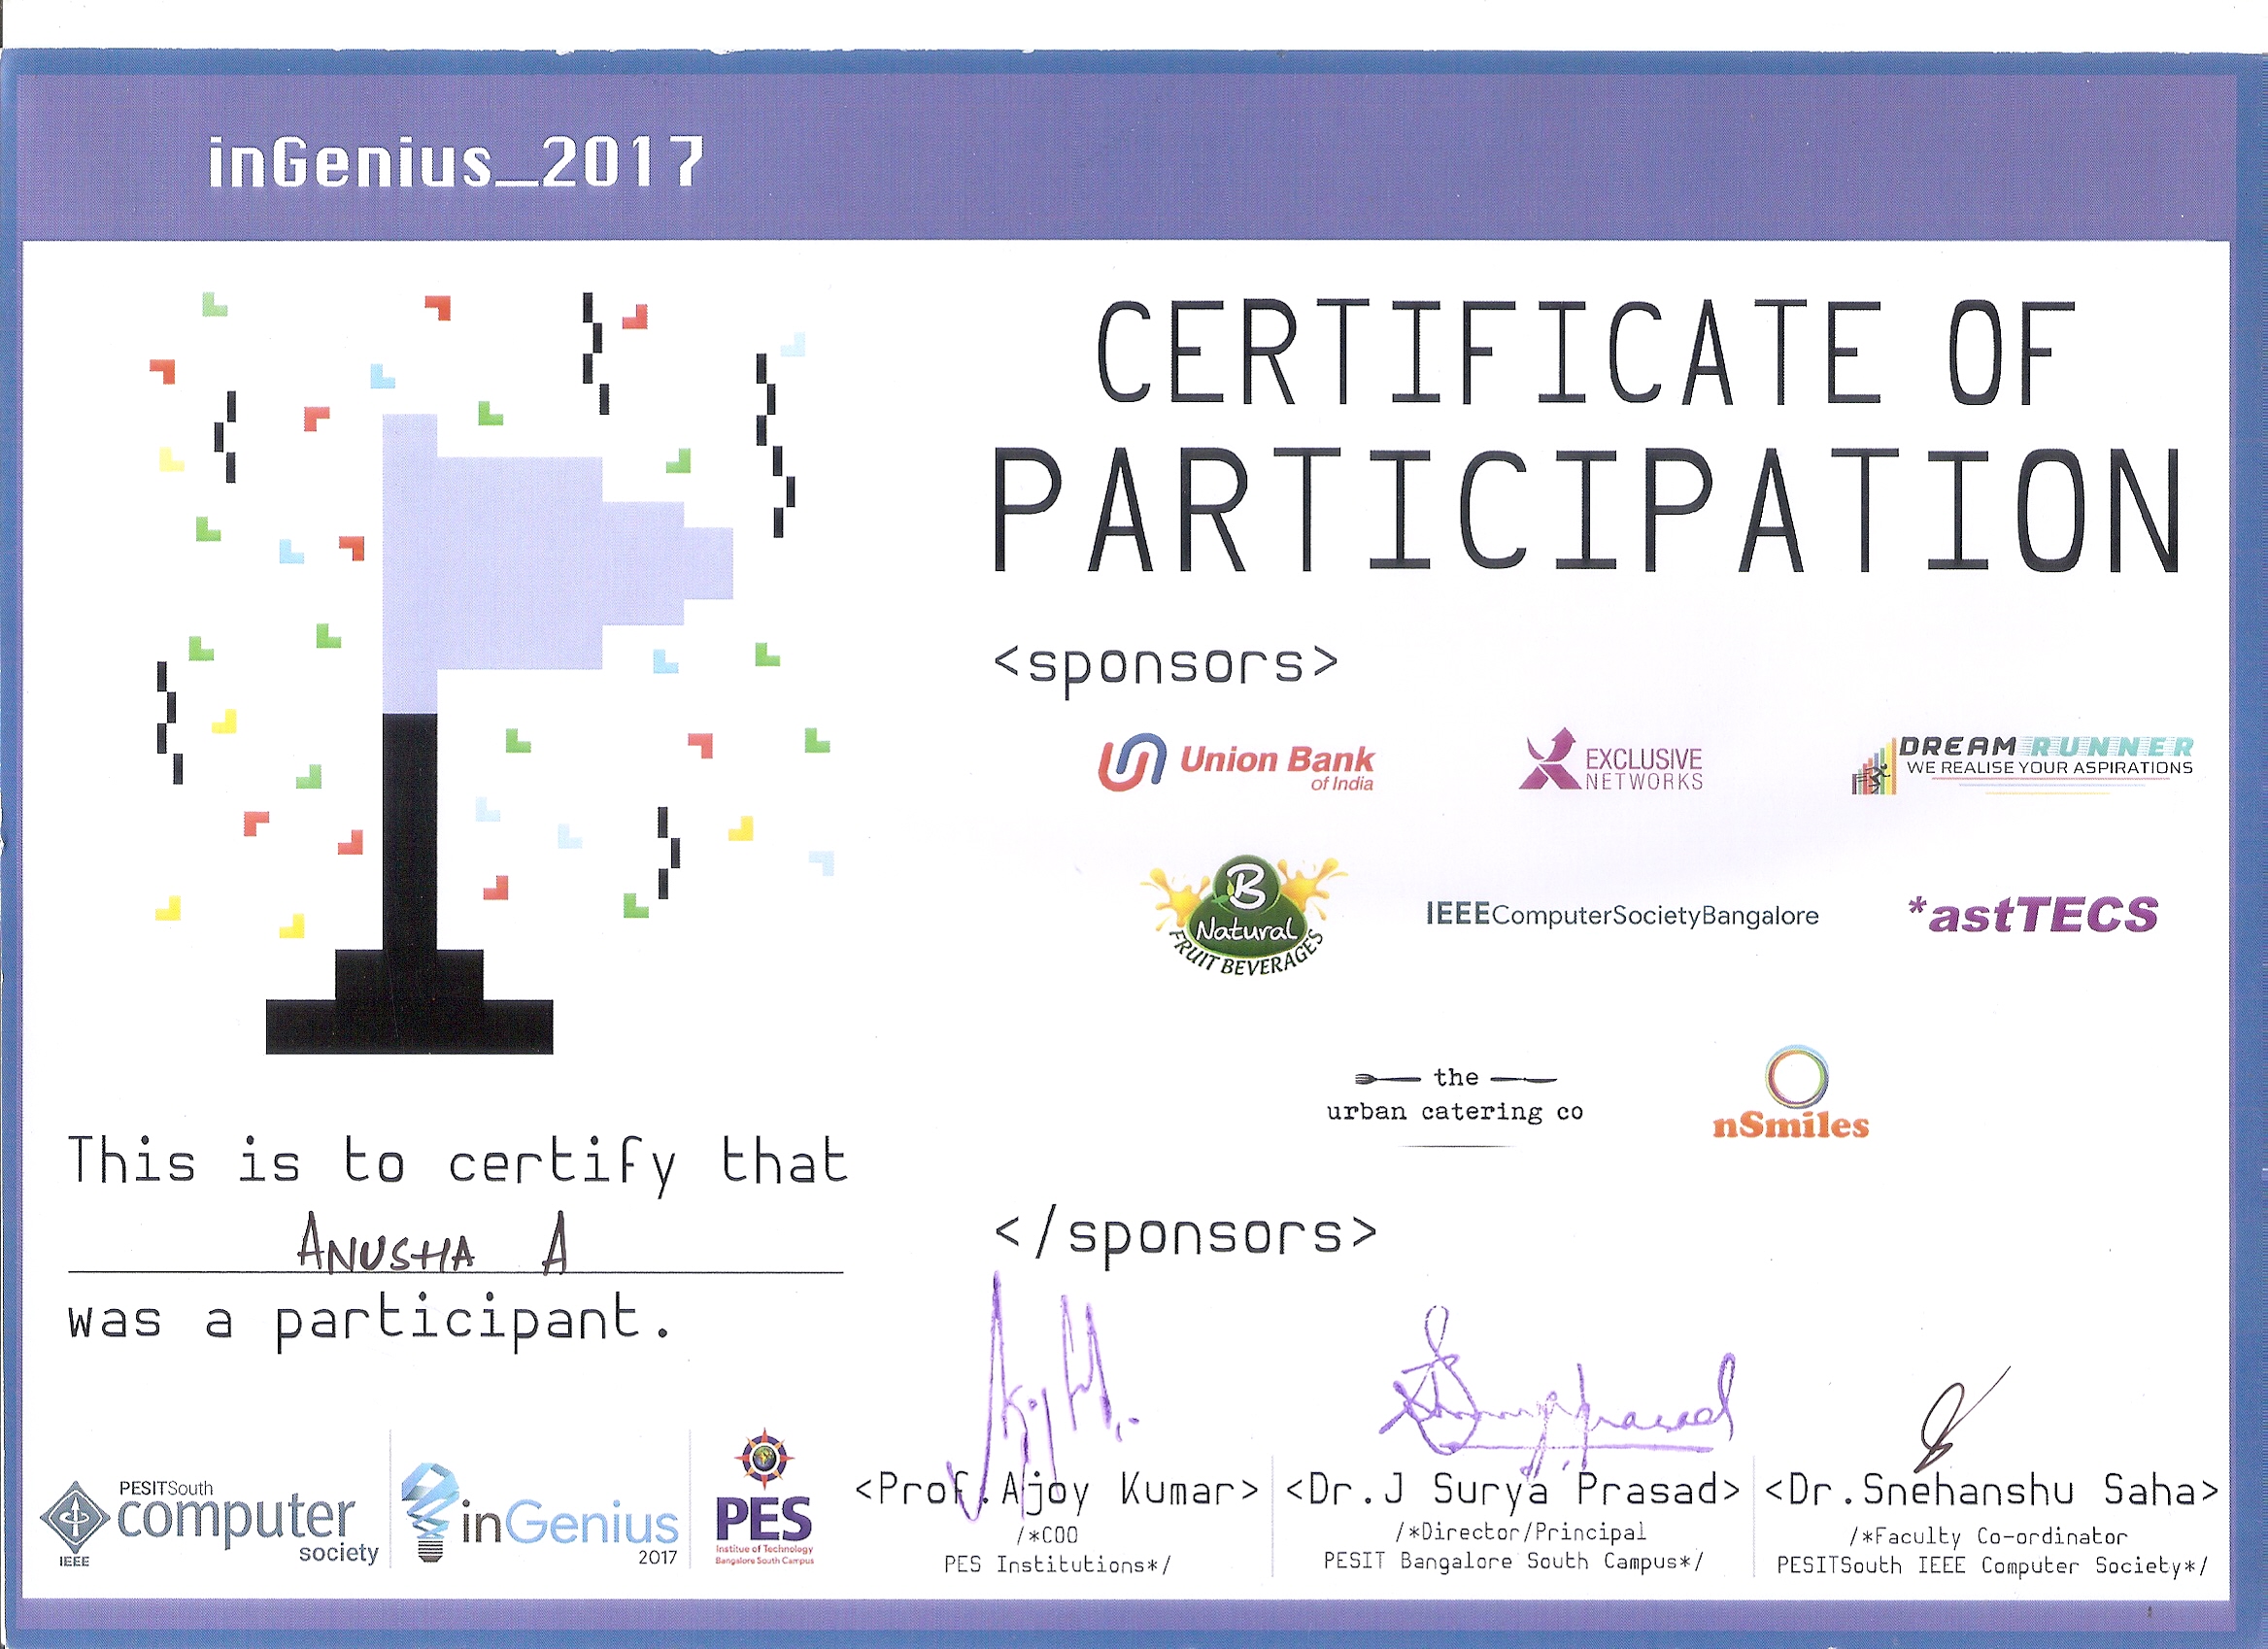 inGenius_2017
CERTIFICATE OF
PARTICIPATION
<sponsors>
Union Bank
of India
EXCLUSIVE
NETWORKS
DREAM RUNNER
WE REALISE YOUR ASPIRATIONS
B
Natural
FRUIT BEVERAGES
IEEEComputerSocietyBangalore
*astTECS
the
urban catering co
nSmiles
</sponsors>
This is to certify that
ANUSHA A
was a participant.
PESITSouth
computer
society
IEEE
inGenius
2017
PES
Institue of Technology
Bangalore South Campus
<Prof.Ajoy Kumar>
/*COO
PES Institutions*/
<Dr.J Surya Prasad>
/*Director/Principal
PESIT Bangalore South Campus*/
<Dr.Snehanshu Saha>
/*Faculty Co-ordinator
PESITSouth IEEE Computer Society*/